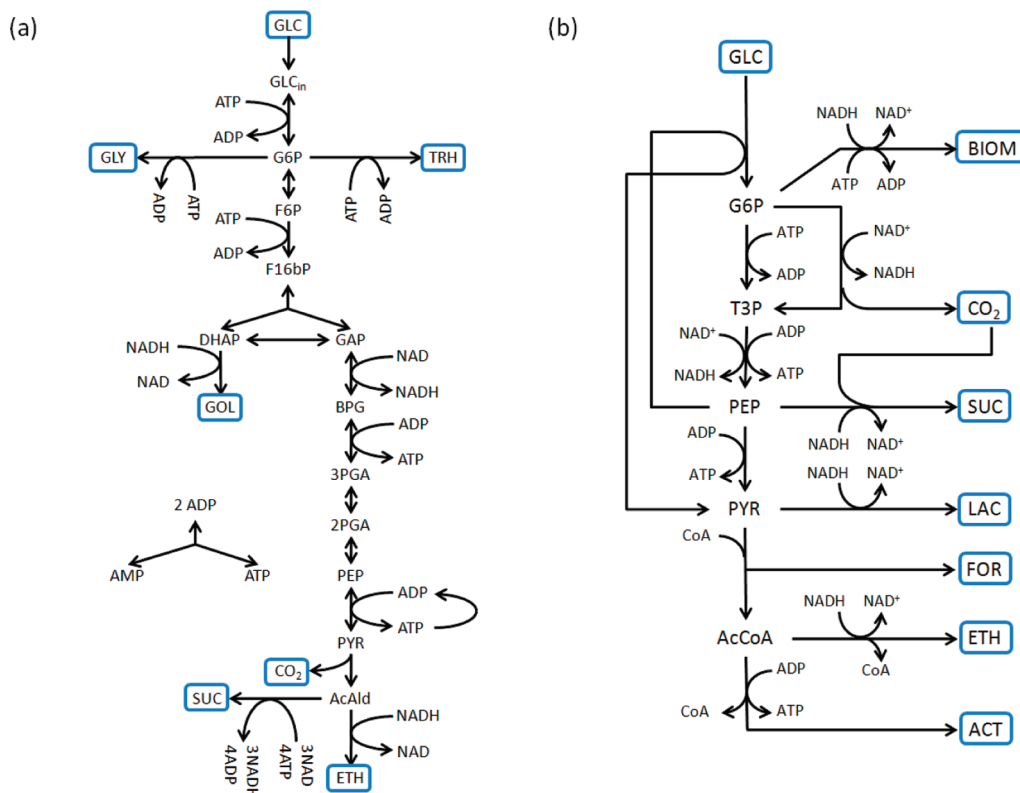 (a)
GLC
GLCin
ATP
ADP
GLY
G6P
TRH
ADP
ATP
ATP
ADP
F6P
ATP
ADP
F16bP
DHAP
GAP
NADH
NAD
GOL
NAD
NADH
BPG
ADP
ATP
3PGA
2PGA
2 ADP
AMP
ATP
PEP
ADP
ATP
PYR
CO2
AcAld
SUC
4ADP
3NADH
4ATP
3NAD
NADH
NAD
ETH
(b)
GLC
NADH
NAD+
BIOM
ATP
ADP
G6P
ATP
ADP
NAD+
NADH
T3P
CO2
NAD+
ADP
NADH
ATP
PEP
SUC
NADH
NAD+
ADP
ATP
NADH
NAD+
PYR
LAC
CoA
FOR
NADH
NAD+
AcCoA
ETH
CoA
ADP
CoA
ATP
ACT